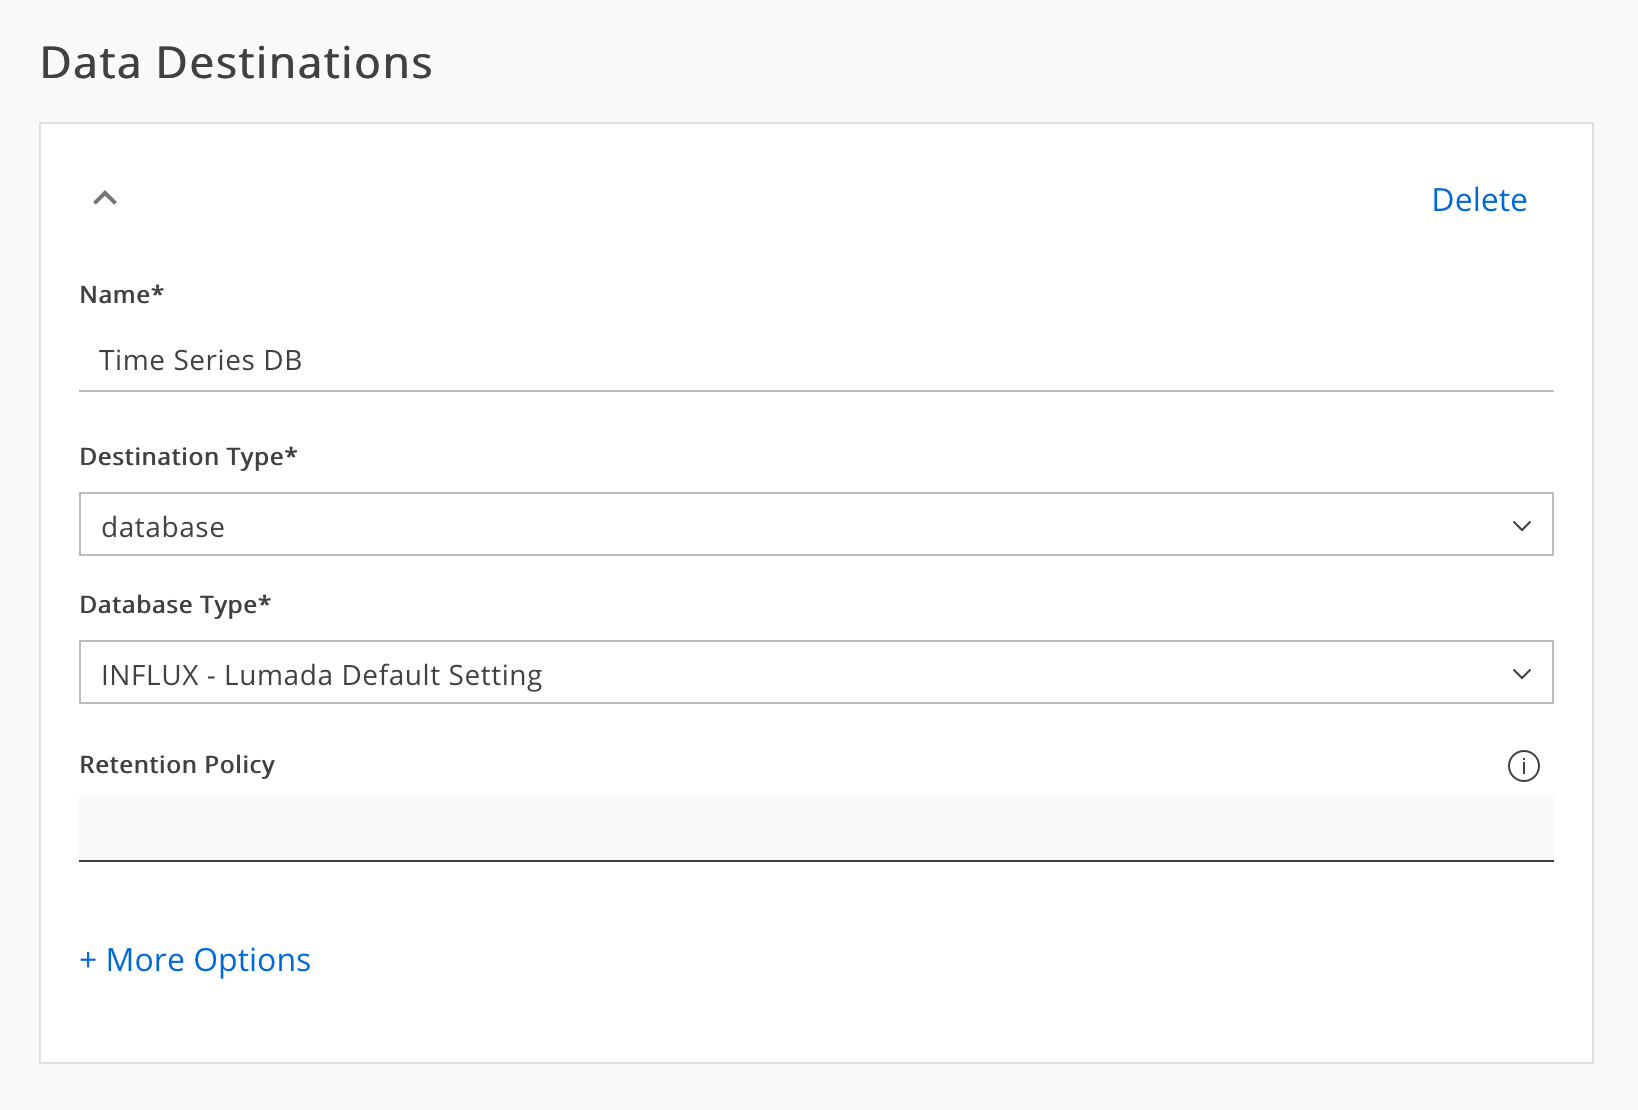 Data Destinations
Delete
Name*
Time Series DB
Destination Type*
database
Database Type*
INFLUX - Lumada Default Setting
Retention Policy
i
+ More Options